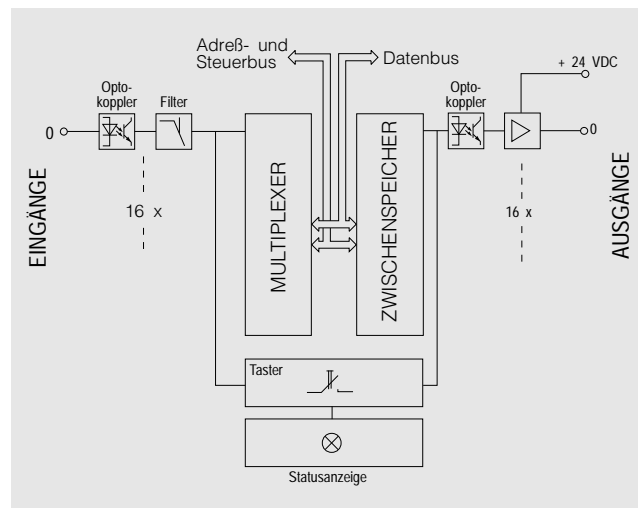 Adreß- und
Steuerbus
Datenbus
+ 24 VDC
Opto-
koppler
Filter
Opto-
koppler
0
0
EINGÄNGE
16 x
MULTIPLEXER
ZWISCHENSPEICHER
16 x
AUSGÄNGE
Taster
Statusanzeige